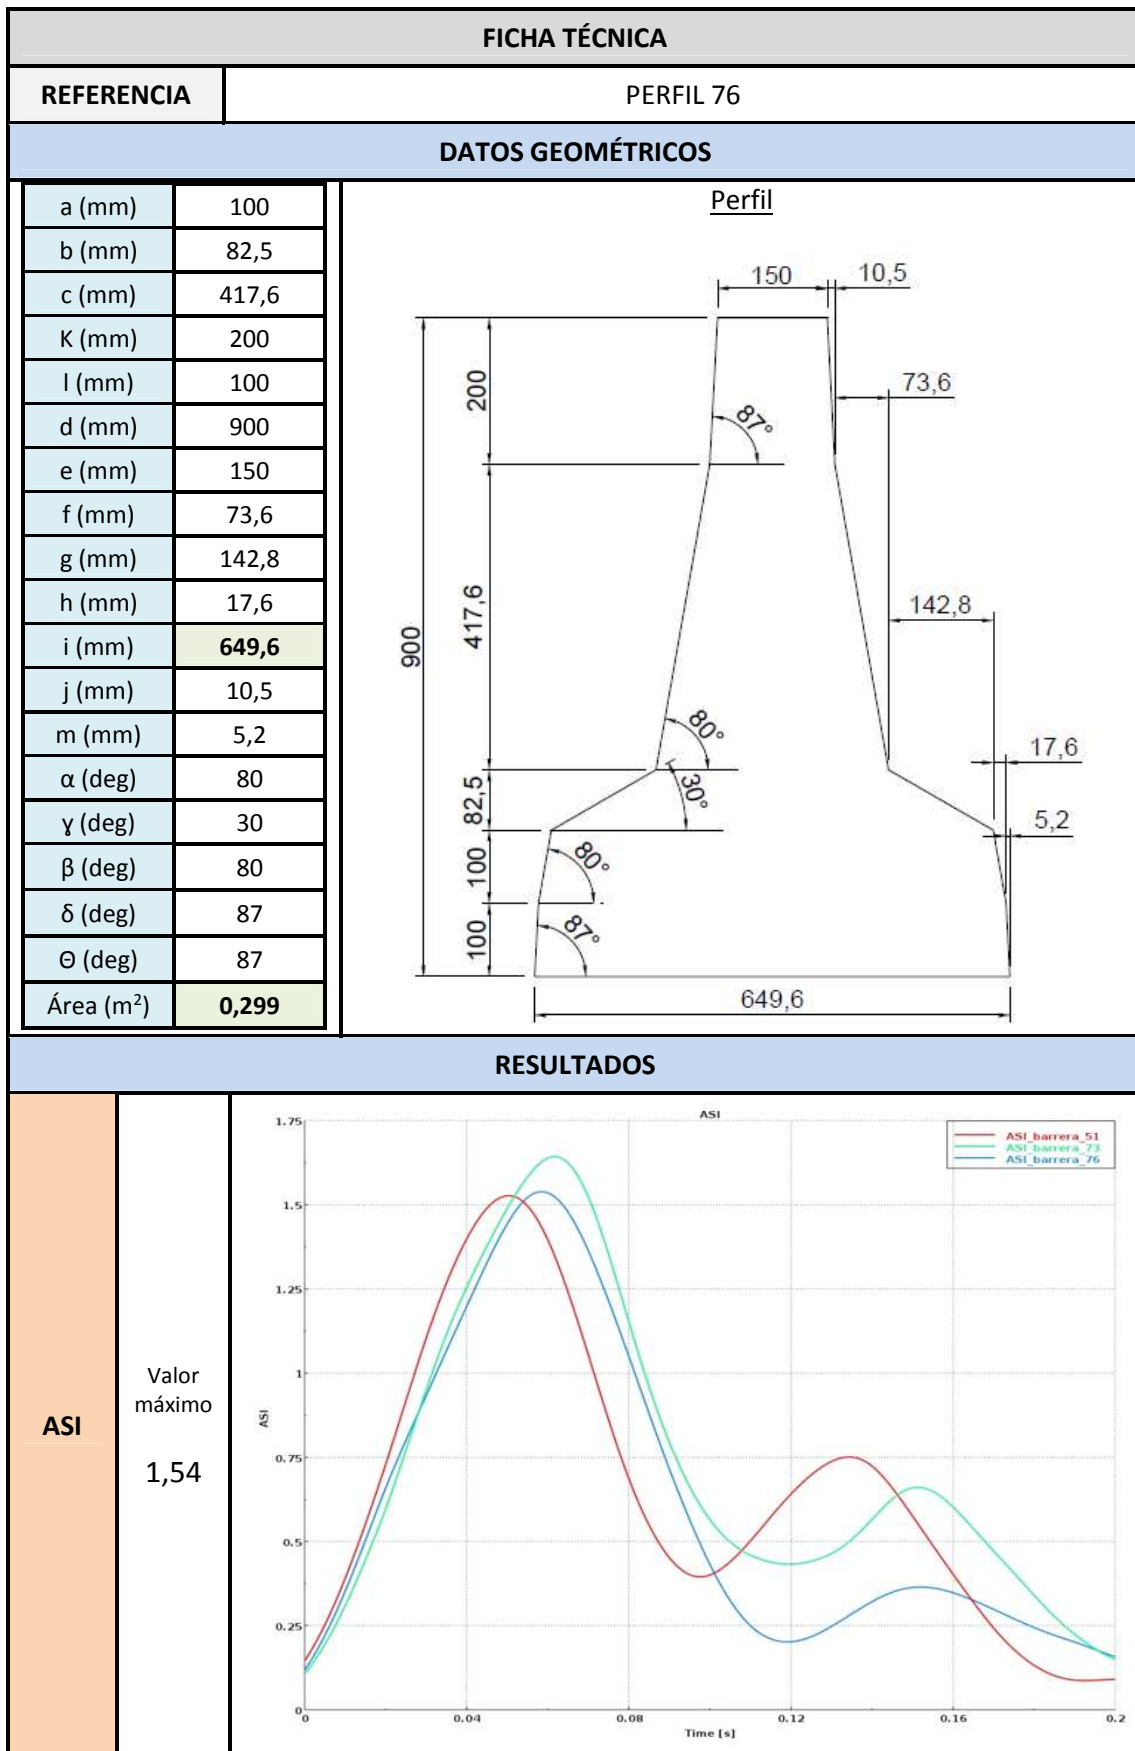 FICHA TÉCNICA
REFERENCIA PERFIL 76
DATOS GEOMÉTRICOS
a (mm) 100
b (mm) 82,5
c (mm) 417,6
K (mm) 200
l (mm) 100
d (mm) 900
e (mm) 150
f (mm) 73,6
g (mm) 142,8
h (mm) 17,6
i (mm) 649,6
j (mm) 10,5
m (mm) 5,2
α (deg) 80
γ (deg) 30
β (deg) 80
δ (deg) 87
Θ (deg) 87
Área (m²) 0,299
Perfil
150 10,5
200
73,6
87°
900
417,6
142,8
80°
17,6
82,5
30°
5,2
100
80°
100
87°
649,6
RESULTADOS
ASI
Valor
máximo
1,54
ASI
ASI_barrera_51
ASI_barrera_73
ASI_barrera_76
1.75
1.5
1.25
1
0.75
0.5
0.25
0
ASI
0 0.04 0.08 0.12 0.16 0.2
Time [s]